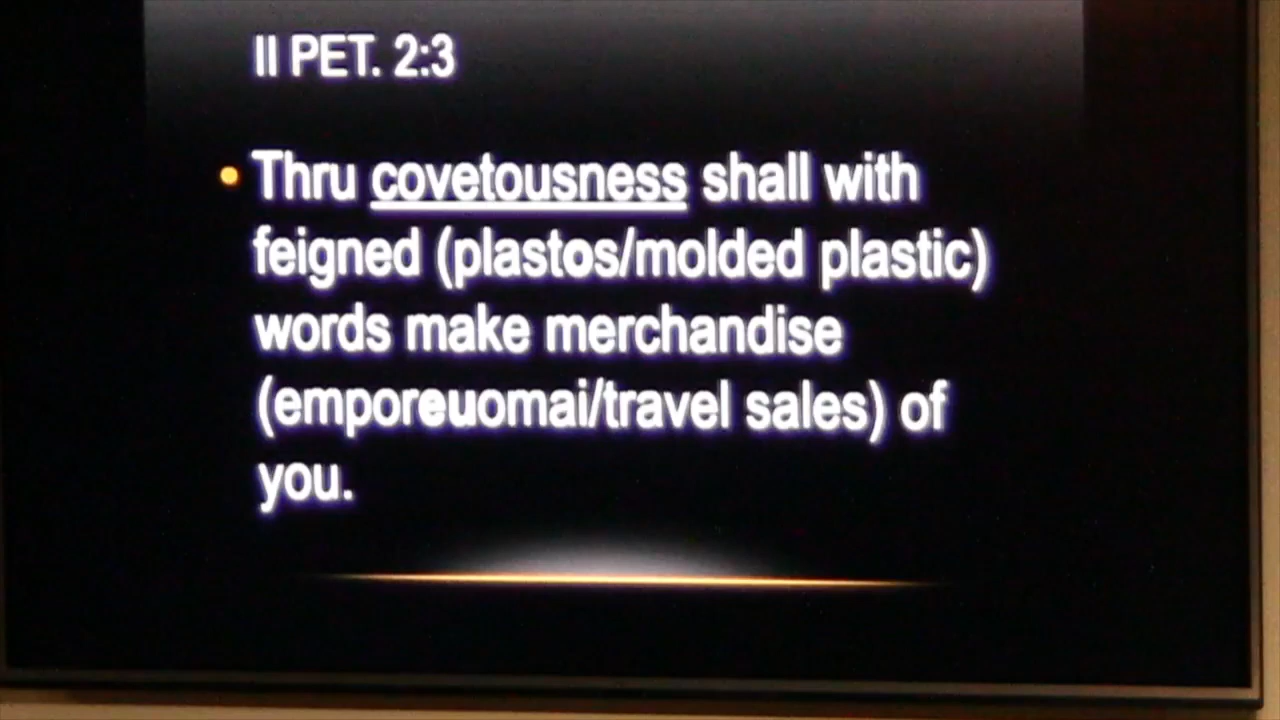 II PET. 2:3
• Thru covetousness shall with
feigned (plastos/molded plastic)
words make merchandise
(emporeuomai/travel sales) of
you.